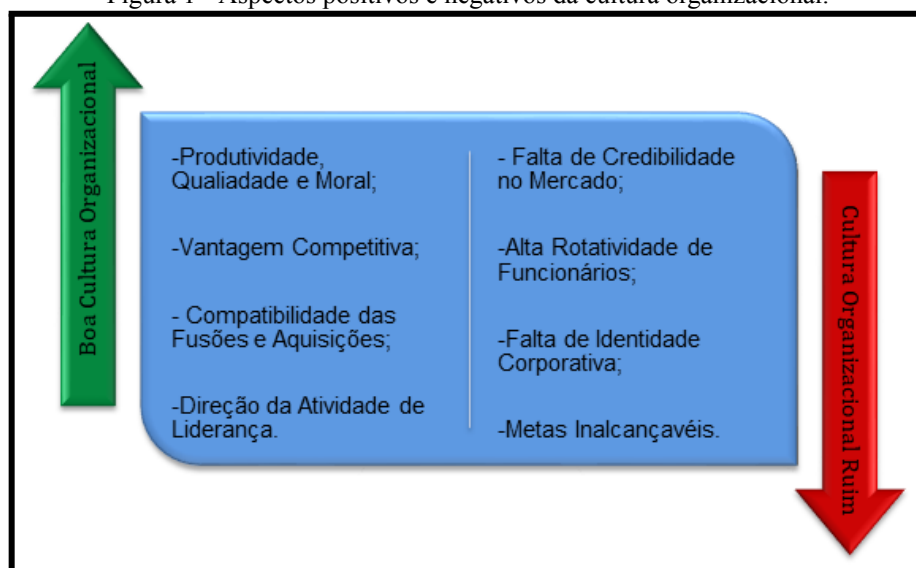 Figura 1 - Aspectos positivos e negativos da cultura organizacional.
Boa Cultura Organizacional
-Produtividade,
Qualiadade e Moral;
-Vantagem Competitiva;
- Compatibilidade das
Fusões e Aquisições;
-Direção da Atividade de
Liderança.
- Falta de Credibilidade
no Mercado;
-Alta Rotatividade de
Funcionários;
-Falta de Identidade
Corporativa;
-Metas Inalcançavéis.
Cultura Organizacional Ruim